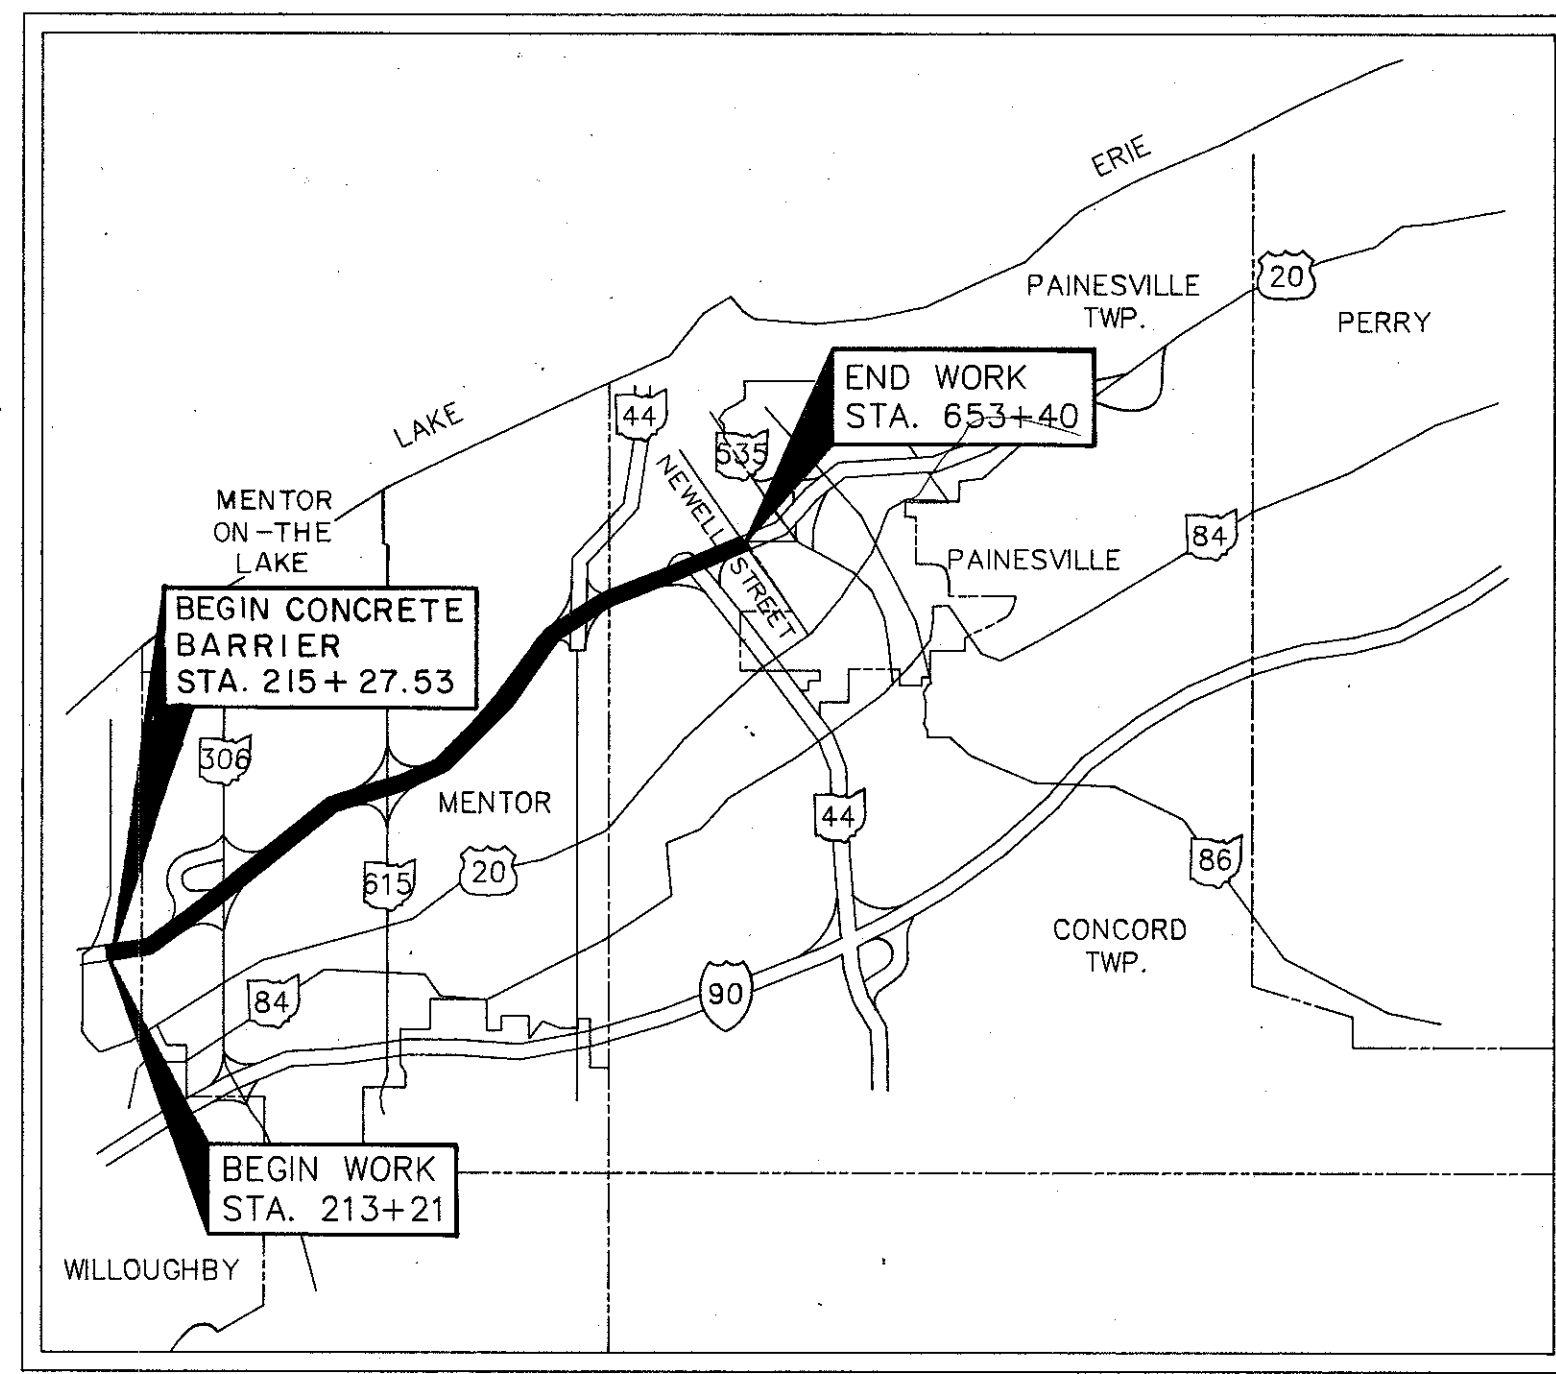 ERIE
20
PAINESVILLE
TWP.
PERRY
END WORK
STA. 653+40
44
LAKE
535
NEWELL STREET
MENTOR
ON-THE
LAKE
84
PAINESVILLE
BEGIN CONCRETE
BARRIER
STA. 215+27.53
306
MENTOR
44
20
615
86
CONCORD
TWP.
90
84
BEGIN WORK
STA. 213+21
WILLOUGHBY